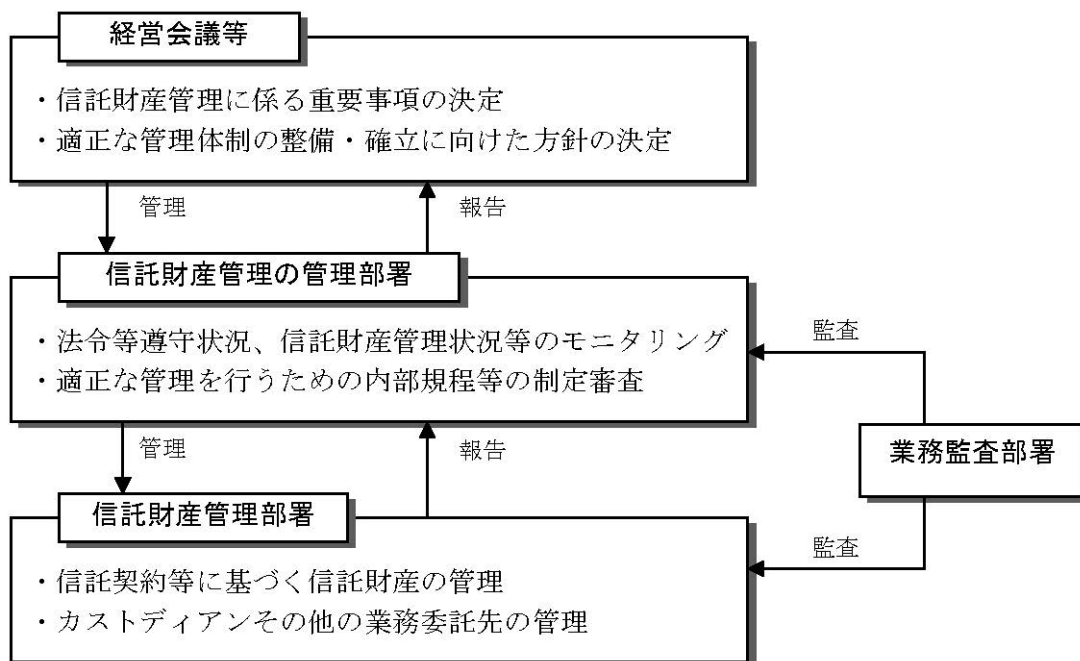 経営会議等
・信託財産管理に係る重要事項の決定
・適正な管理体制の整備・確立に向けた方針の決定
管理
報告
信託財産管理の管理部署
・法令等遵守状況、信託財産管理状況等のモニタリング
・適正な管理を行うための内部規程等の制定審査
監査
管理
報告
業務監査部署
信託財産管理部署
監査
・信託契約等に基づく信託財産の管理
・カストディアンその他の業務委託先の管理